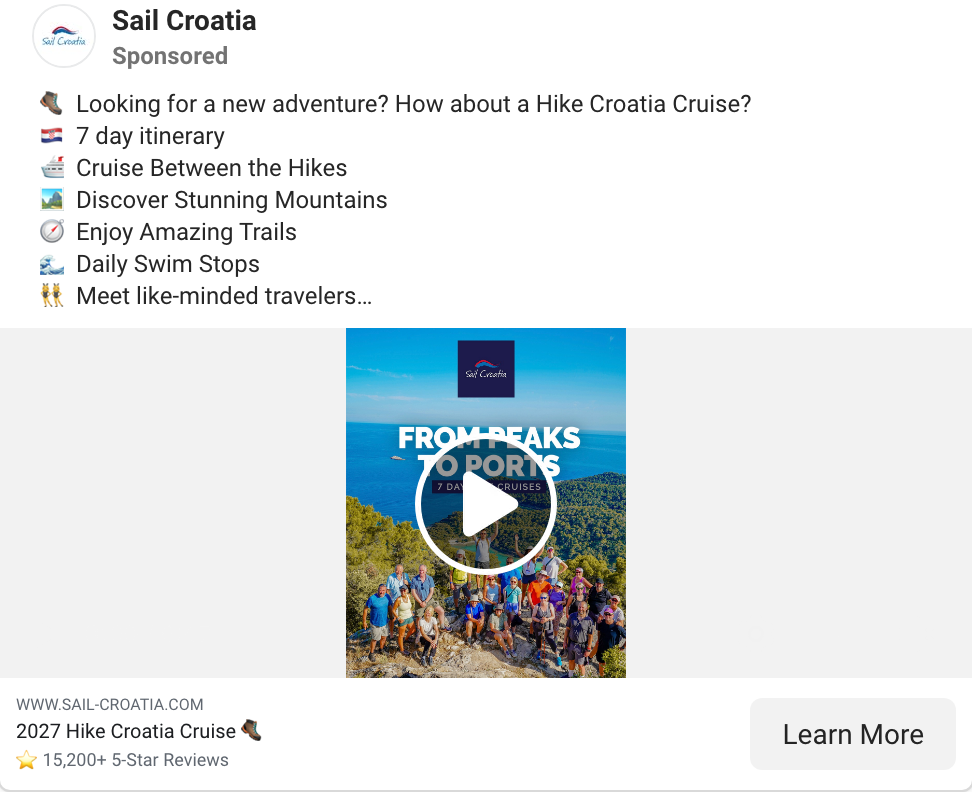 Sail Croatia
Sail Croatia
Sponsored
Looking for a new adventure? How about a Hike Croatia Cruise?
7 day itinerary
Cruise Between the Hikes
Discover Stunning Mountains
Enjoy Amazing Trails
Daily Swim Stops
Meet like-minded travelers...
Sail Croatia
FROM PEAKS
TO PORTS
7 DAY CRUISES
WWW.SAIL-CROATIA.COM
2027 Hike Croatia Cruise
15,200+ 5-Star Reviews
Learn More